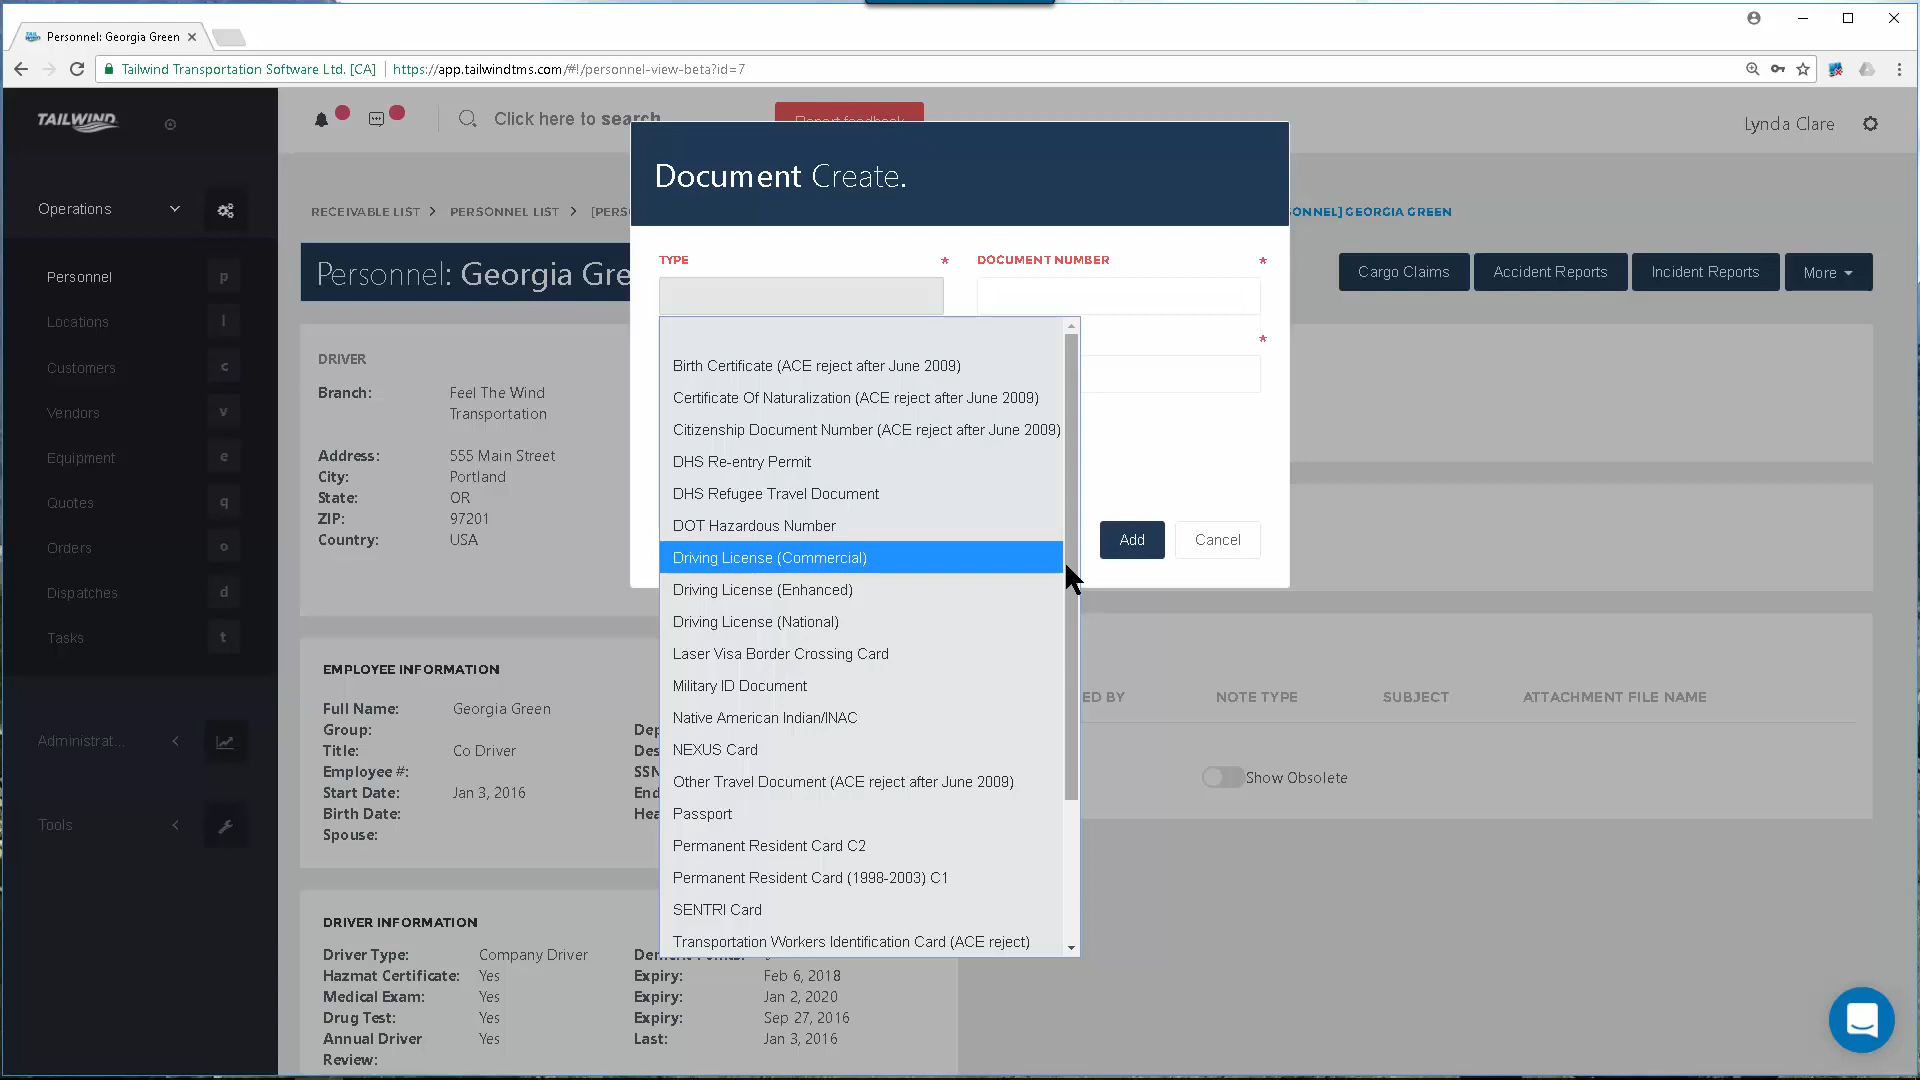 Personnel: Georgia Green
Tailwind Transportation Software Ltd. [CA]
https://app.tailwindtms.com/#!/personnel-view-beta?id=7
TAILWIND
Click here to search
Report feedback
Lynda Clare
Operations
Personnel p
Locations l
Customers c
Vendors v
Equipment e
Quotes q
Orders o
Dispatches d
Tasks t
Administrat...
Tools
RECEIVABLE LIST > PERSONNEL LIST >
GEORGIA GREEN
Personnel: Georgia
Cargo Claims
Accident Reports
Incident Reports
More
DRIVER
Branch: Feel The Wind
Transportation
Address: 555 Main Street
City: Portland
State: OR
ZIP: 97201
Country: USA
EMPLOYEE INFORMATION
Full Name: Georgia Green
Group:
Title: Co Driver
Employee #:
Start Date: Jan 3, 2016
Birth Date:
Spouse:
DRIVER INFORMATION
Driver Type: Company Driver
Hazmat Certificate: Yes Expiry: Feb 6, 2018
Medical Exam: Yes Expiry: Jan 2, 2020
Drug Test: Yes Expiry: Sep 27, 2016
Annual Driver Yes Last: Jan 3, 2016
Review:
Document Create.
TYPE *
DOCUMENT NUMBER *
*
Birth Certificate (ACE reject after June 2009)
Certificate Of Naturalization (ACE reject after June 2009)
Citizenship Document Number (ACE reject after June 2009)
DHS Re-entry Permit
DHS Refugee Travel Document
DOT Hazardous Number
Driving License (Commercial)
Driving License (Enhanced)
Driving License (National)
Laser Visa Border Crossing Card
Military ID Document
Native American Indian/INAC
NEXUS Card
Other Travel Document (ACE reject after June 2009)
Passport
Permanent Resident Card C2
Permanent Resident Card (1998-2003) C1
SENTRI Card
Transportation Workers Identification Card (ACE reject)
Add
Cancel
BY
NOTE TYPE
SUBJECT
ATTACHMENT FILE NAME
Show Obsolete